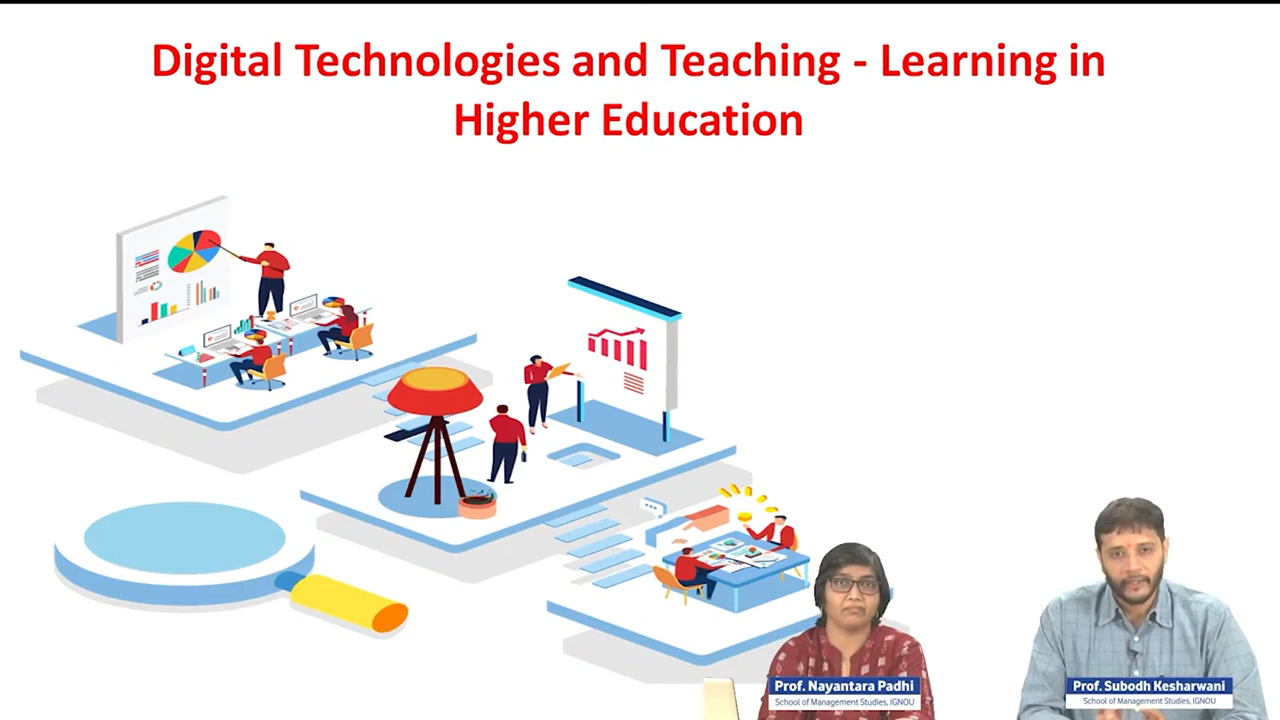 Digital Technologies and Teaching - Learning in
Higher Education
Prof. Nayantara Padhi
School of Management Studies, IGNOU
Prof. Subodh Kesharwani
School of Management Studies, IGNOU